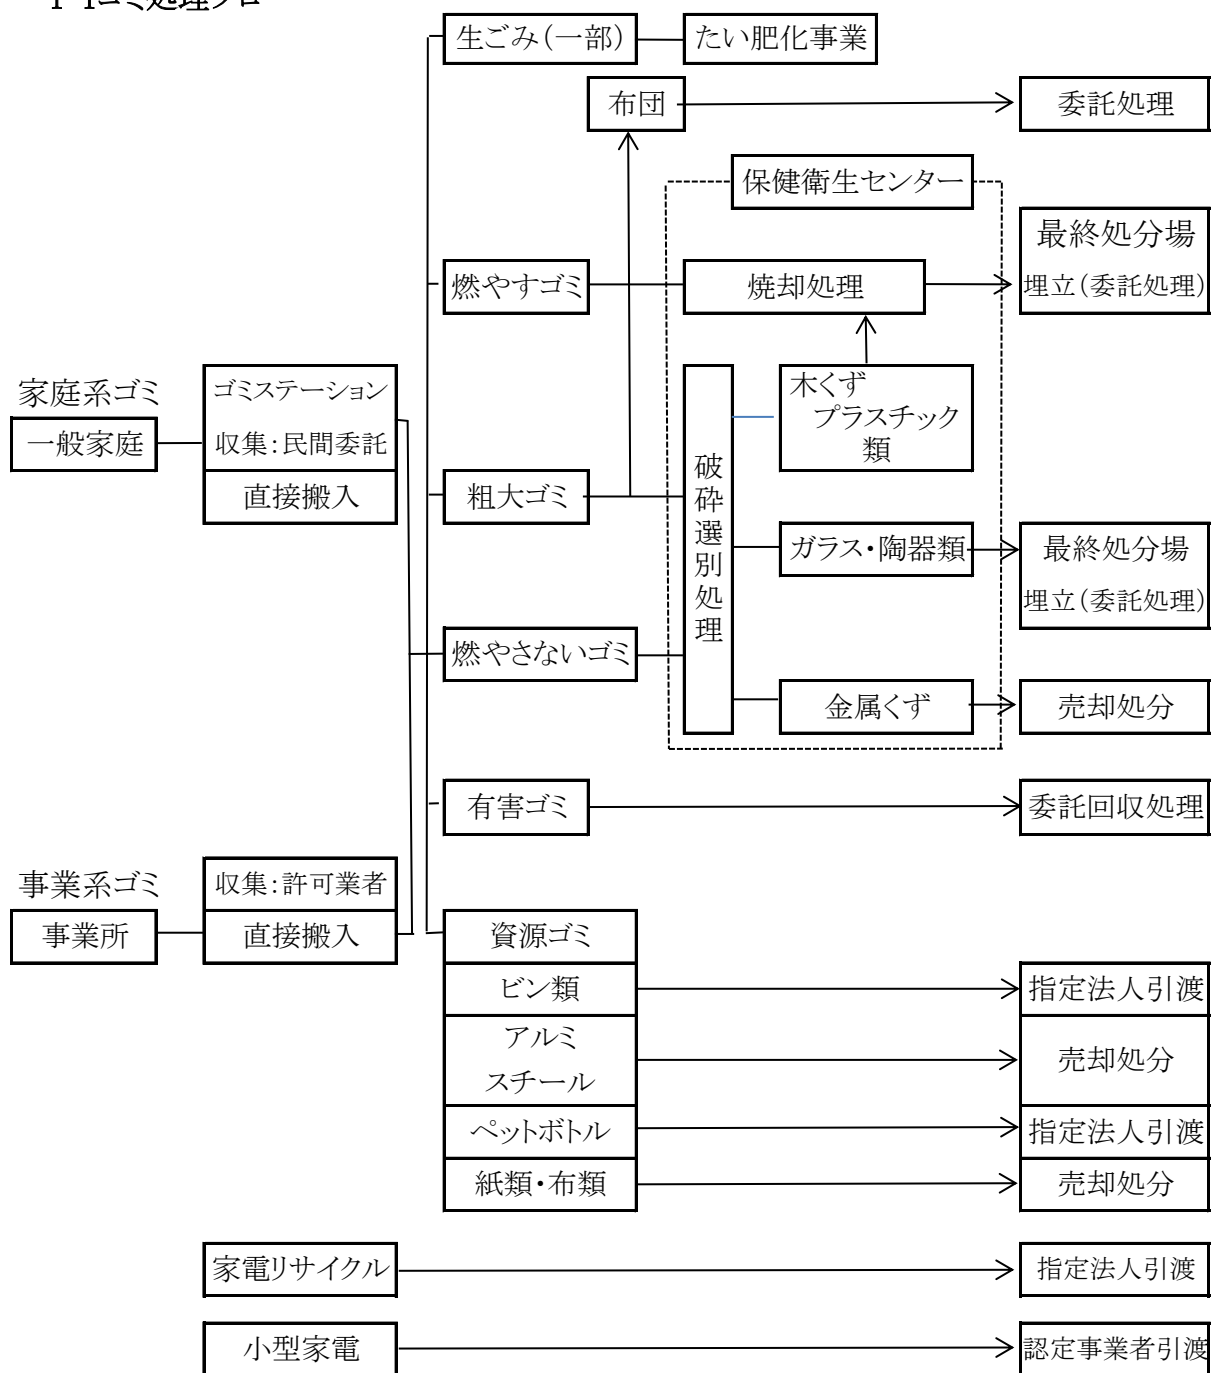 1-1ゴミ処理フロー
生ごみ(一部)
たい肥化事業
布団
委託処理
保健衛生センター
燃やすゴミ
焼却処理
最終処分場
埋立(委託処理)
家庭系ゴミ
一般家庭
ゴミステーション
収集:民間委託
直接搬入
木くず
プラスチック
類
粗大ゴミ
破砕選別処理
ガラス・陶器類
最終処分場
埋立(委託処理)
燃やさないゴミ
金属くず
売却処分
有害ゴミ
委託回収処理
事業系ゴミ
事業所
収集:許可業者
直接搬入
資源ゴミ
ビン類
指定法人引渡
アルミ
スチール
売却処分
ペットボトル
指定法人引渡
紙類・布類
売却処分
家電リサイクル
指定法人引渡
小型家電
認定事業者引渡